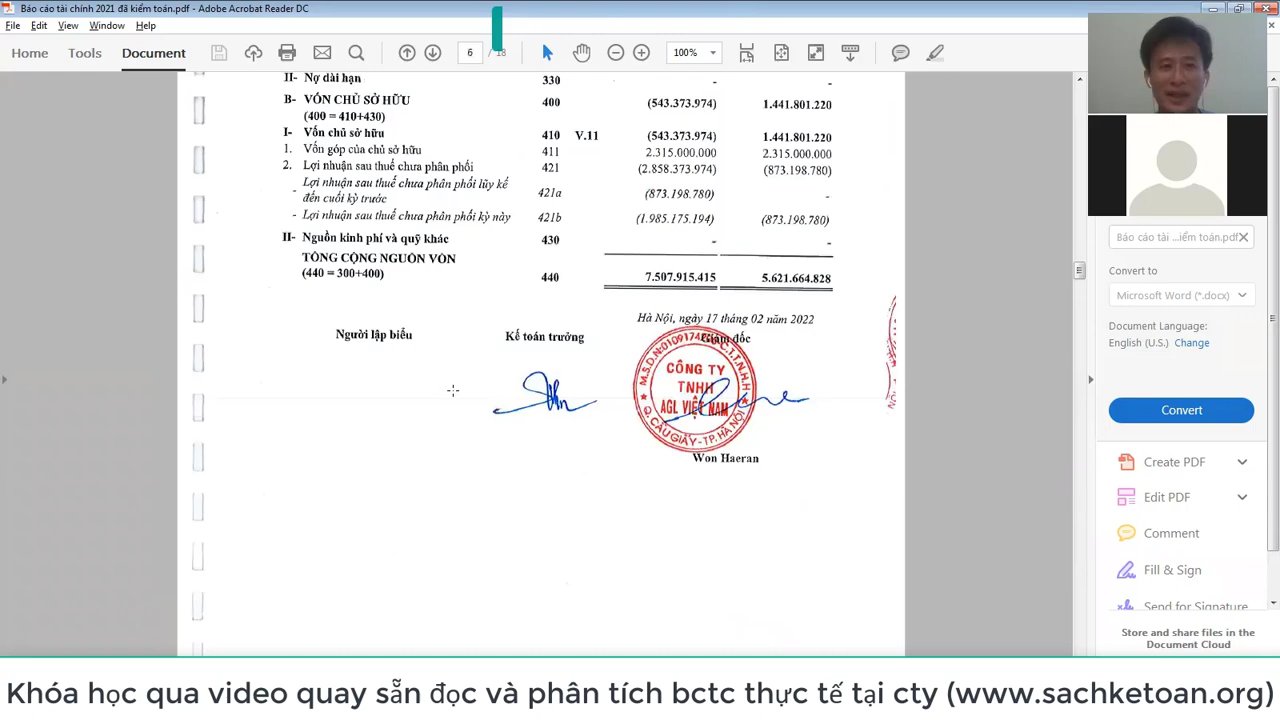 Báo cáo tài chính 2021 đã kiểm toán.pdf - Adobe Acrobat Reader DC
File Edit View Window Help
Home Tools Document 6 / 18 100%
II- Nợ dài hạn 330 - -
B- VỐN CHỦ SỞ HỮU 400 (543.373.974) 1.441.801.220
(400 = 410+430)
I- Vốn chủ sở hữu 410 V.11 (543.373.974) 1.441.801.220
1. Vốn góp của chủ sở hữu 411 2.315.000.000 2.315.000.000
2. Lợi nhuận sau thuế chưa phân phối 421 (2.858.373.974) (873.198.780)
- Lợi nhuận sau thuế chưa phân phối lũy kế
đến cuối kỳ trước 421a (873.198.780) -
- Lợi nhuận sau thuế chưa phân phối kỳ này 421b (1.985.175.194) (873.198.780)
II- Nguồn kinh phí và quỹ khác 430 - -
TỔNG CỘNG NGUỒN VỐN
(440 = 300+400) 440 7.507.915.415 5.621.664.828
Hà Nội, ngày 17 tháng 02 năm 2022
Người lập biểu Kế toán trưởng Giám đốc
CÔNG TY
TNHH
AGL VIỆT NAM
Q.CẦU GIẤY-TP.HÀ NỘI
Won Haeran
Báo cáo tài ...iểm toán.pdf
Convert to
Microsoft Word (*.docx)
Document Language:
English (U.S.) Change
Convert
Create PDF
Edit PDF
Comment
Fill & Sign
Send for Signature
Store and share files in the
Document Cloud
Khóa học qua video quay sẵn đọc và phân tích bctc thực tế tại cty (www.sachketoan.org)